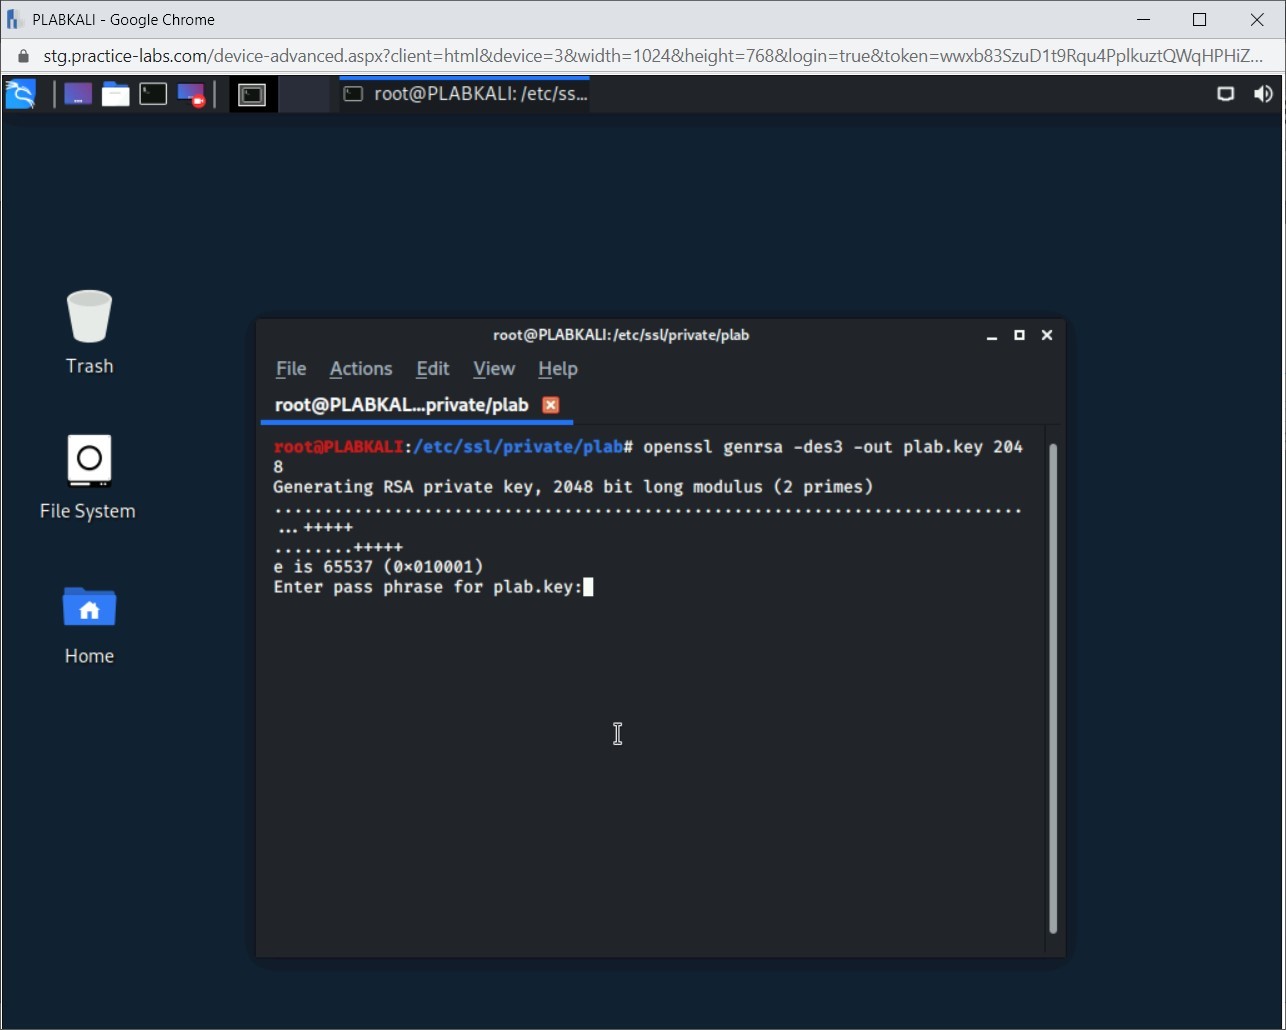 PLABKALI - Google Chrome
stg.practice-labs.com/device-advanced.aspx?client=html&device=3&width=1024&height=768&login=true&token=wwxb83SzuD1t9Rqu4PplkuztQWqHPHiZ...
root@PLABKALI: /etc/ss...
Trash
File System
Home
root@PLABKALI:/etc/ssl/private/plab
File Actions Edit View Help
root@PLABKAL...private/plab
root@PLABKALI:/etc/ssl/private/plab# openssl genrsa -des3 -out plab.key 204
8
Generating RSA private key, 2048 bit long modulus (2 primes)
...........................................................................
...+++++
........+++++
e is 65537 (0×010001)
Enter pass phrase for plab.key: